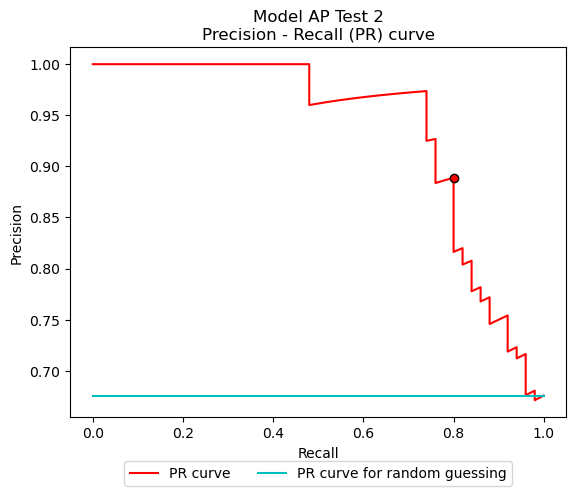 Model AP Test 2
Precision - Recall (PR) curve
1.00
0.95
0.90
0.85
0.80
0.75
0.70
Precision
0.0 0.2 0.4 0.6 0.8 1.0
Recall
PR curve PR curve for random guessing